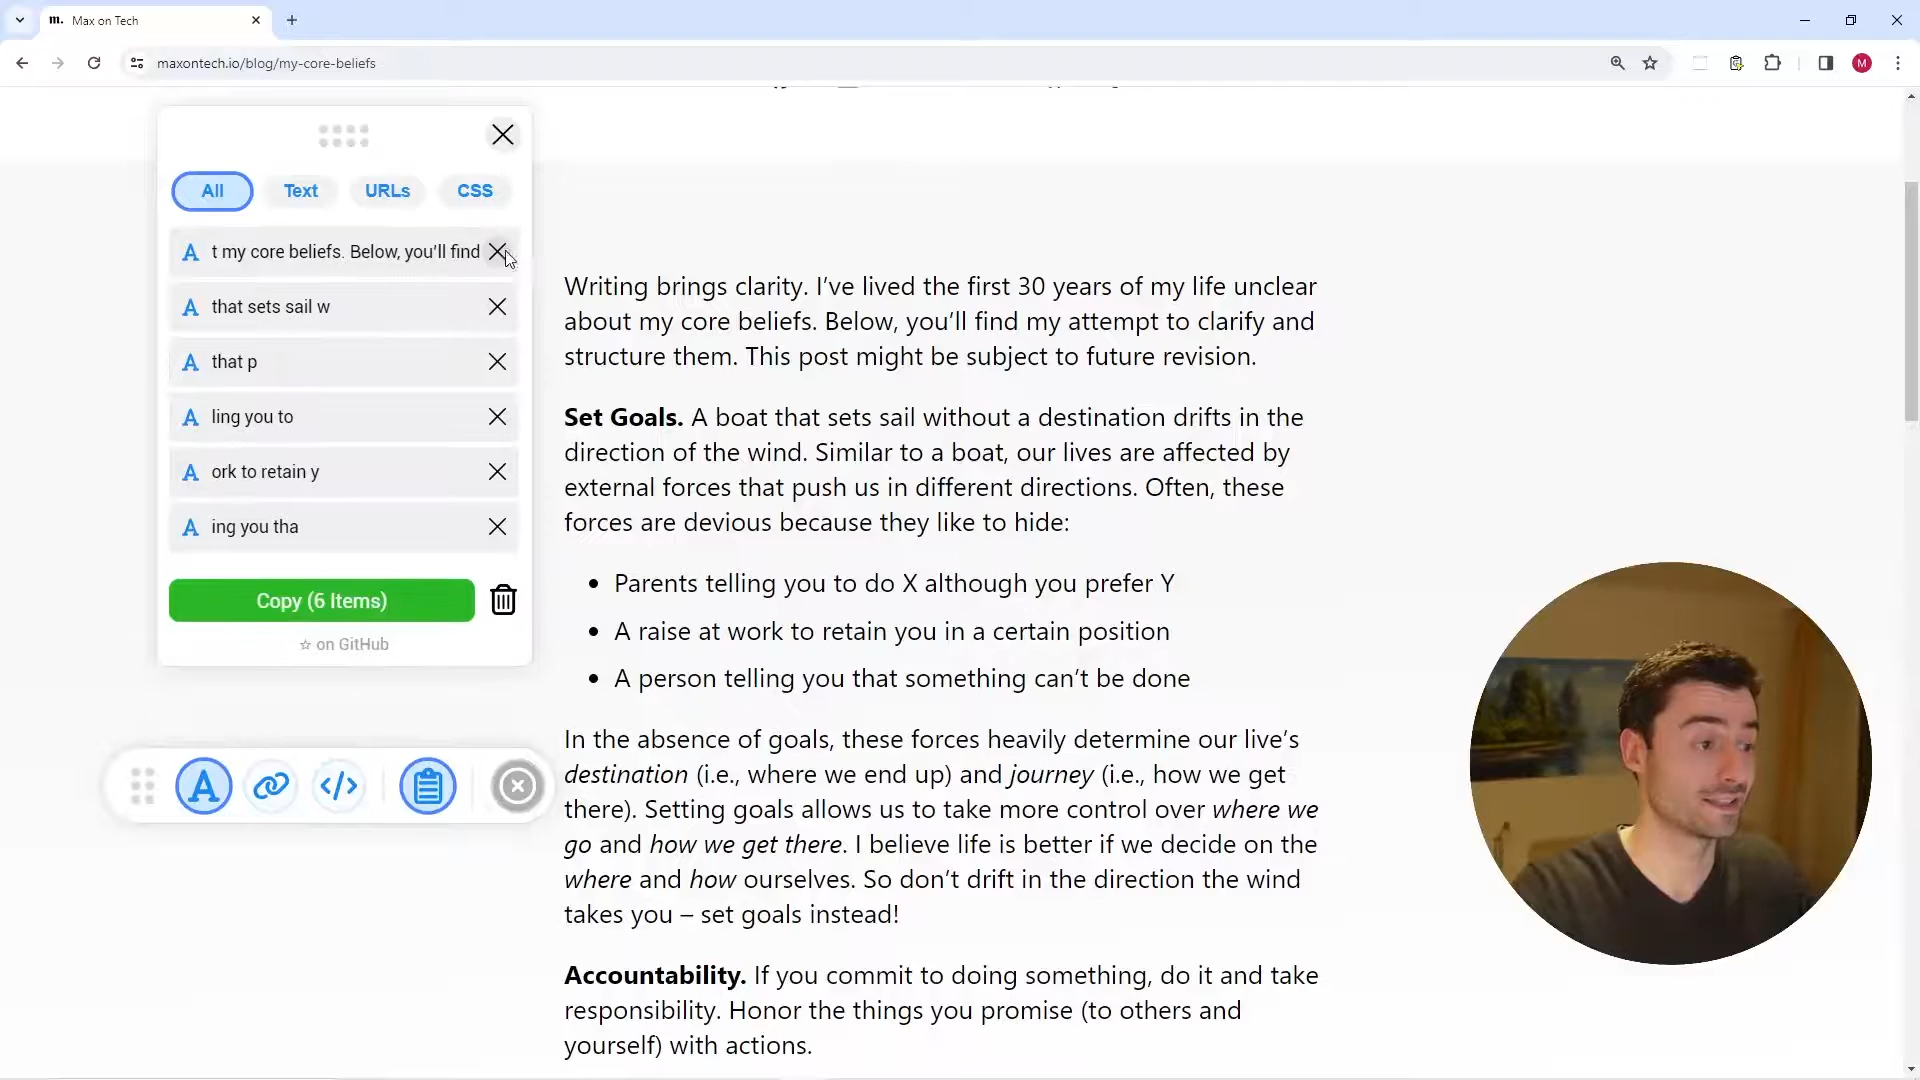 m. Max on Tech
maxontech.io/blog/my-core-beliefs
M
All Text URLs CSS
A t my core beliefs. Below, you'll find
A that sets sail w
A that p
A ling you to
A ork to retain y
A ing you tha
Copy (6 Items)
☆ on GitHub
A </>
Writing brings clarity. I’ve lived the first 30 years of my life unclear
about my core beliefs. Below, you’ll find my attempt to clarify and
structure them. This post might be subject to future revision.
Set Goals. A boat that sets sail without a destination drifts in the
direction of the wind. Similar to a boat, our lives are affected by
external forces that push us in different directions. Often, these
forces are devious because they like to hide:
• Parents telling you to do X although you prefer Y
• A raise at work to retain you in a certain position
• A person telling you that something can’t be done
In the absence of goals, these forces heavily determine our live’s
destination (i.e., where we end up) and journey (i.e., how we get
there). Setting goals allows us to take more control over where we
go and how we get there. I believe life is better if we decide on the
where and how ourselves. So don’t drift in the direction the wind
takes you – set goals instead!
Accountability. If you commit to doing something, do it and take
responsibility. Honor the things you promise (to others and
yourself) with actions.